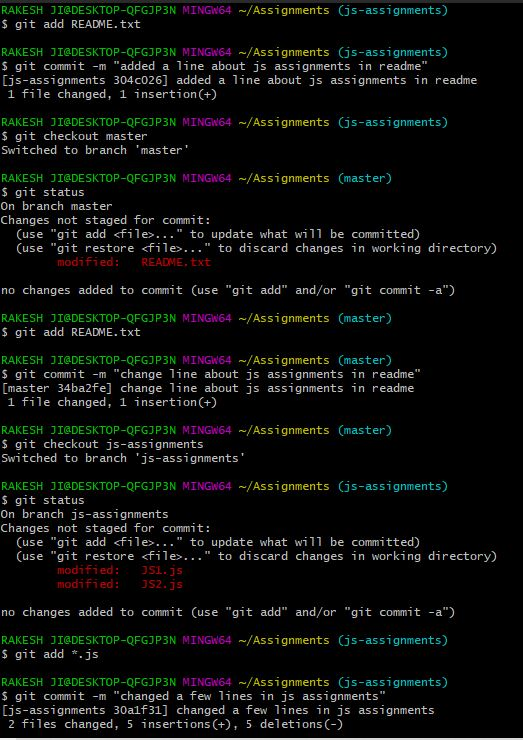 RAKESH JI@DESKTOP-QFGJP3N MINGW64 ~/Assignments (js-assignments)
$ git add README.txt
RAKESH JI@DESKTOP-QFGJP3N MINGW64 ~/Assignments (js-assignments)
$ git commit -m "added a line about js assignments in readme"
[js-assignments 304c026] added a line about js assignments in readme
1 file changed, 1 insertion(+)
RAKESH JI@DESKTOP-QFGJP3N MINGW64 ~/Assignments (js-assignments)
$ git checkout master
Switched to branch 'master'
RAKESH JI@DESKTOP-QFGJP3N MINGW64 ~/Assignments (master)
$ git status
On branch master
Changes not staged for commit:
(use "git add <file>..." to update what will be committed)
(use "git restore <file>..." to discard changes in working directory)
modified: README.txt
no changes added to commit (use "git add" and/or "git commit -a")
RAKESH JI@DESKTOP-QFGJP3N MINGW64 ~/Assignments (master)
$ git add README.txt
RAKESH JI@DESKTOP-QFGJP3N MINGW64 ~/Assignments (master)
$ git commit -m "change line about js assignments in readme"
[master 34ba2fe] change line about js assignments in readme
1 file changed, 1 insertion(+)
RAKESH JI@DESKTOP-QFGJP3N MINGW64 ~/Assignments (master)
$ git checkout js-assignments
Switched to branch 'js-assignments'
RAKESH JI@DESKTOP-QFGJP3N MINGW64 ~/Assignments (js-assignments)
$ git status
On branch js-assignments
Changes not staged for commit:
(use "git add <file>..." to update what will be committed)
(use "git restore <file>..." to discard changes in working directory)
modified: JS1.js
modified: JS2.js
no changes added to commit (use "git add" and/or "git commit -a")
RAKESH JI@DESKTOP-QFGJP3N MINGW64 ~/Assignments (js-assignments)
$ git add *.js
RAKESH JI@DESKTOP-QFGJP3N MINGW64 ~/Assignments (js-assignments)
$ git commit -m "changed a few lines in js assignments"
[js-assignments 30a1f31] changed a few lines in js assignments
2 files changed, 5 insertions(+), 5 deletions(-)